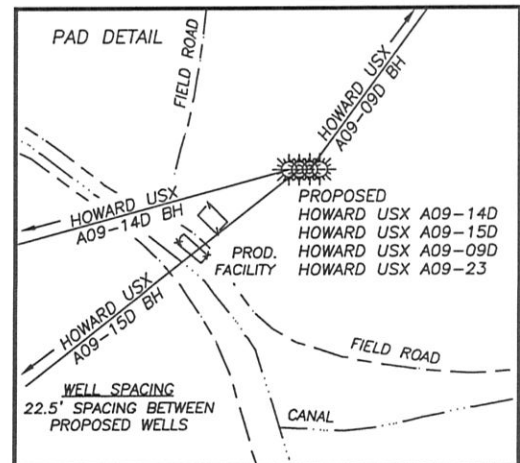 PAD DETAIL
FIELD ROAD
HOWARD USX
A09-09D BH
HOWARD USX
A09-14D BH
HOWARD USX
A09-15D BH
PROPOSED
HOWARD USX A09-14D
HOWARD USX A09-15D
HOWARD USX A09-09D
HOWARD USX A09-23
PROD.
FACILITY
FIELD ROAD
CANAL
WELL SPACING
22.5' SPACING BETWEEN
PROPOSED WELLS